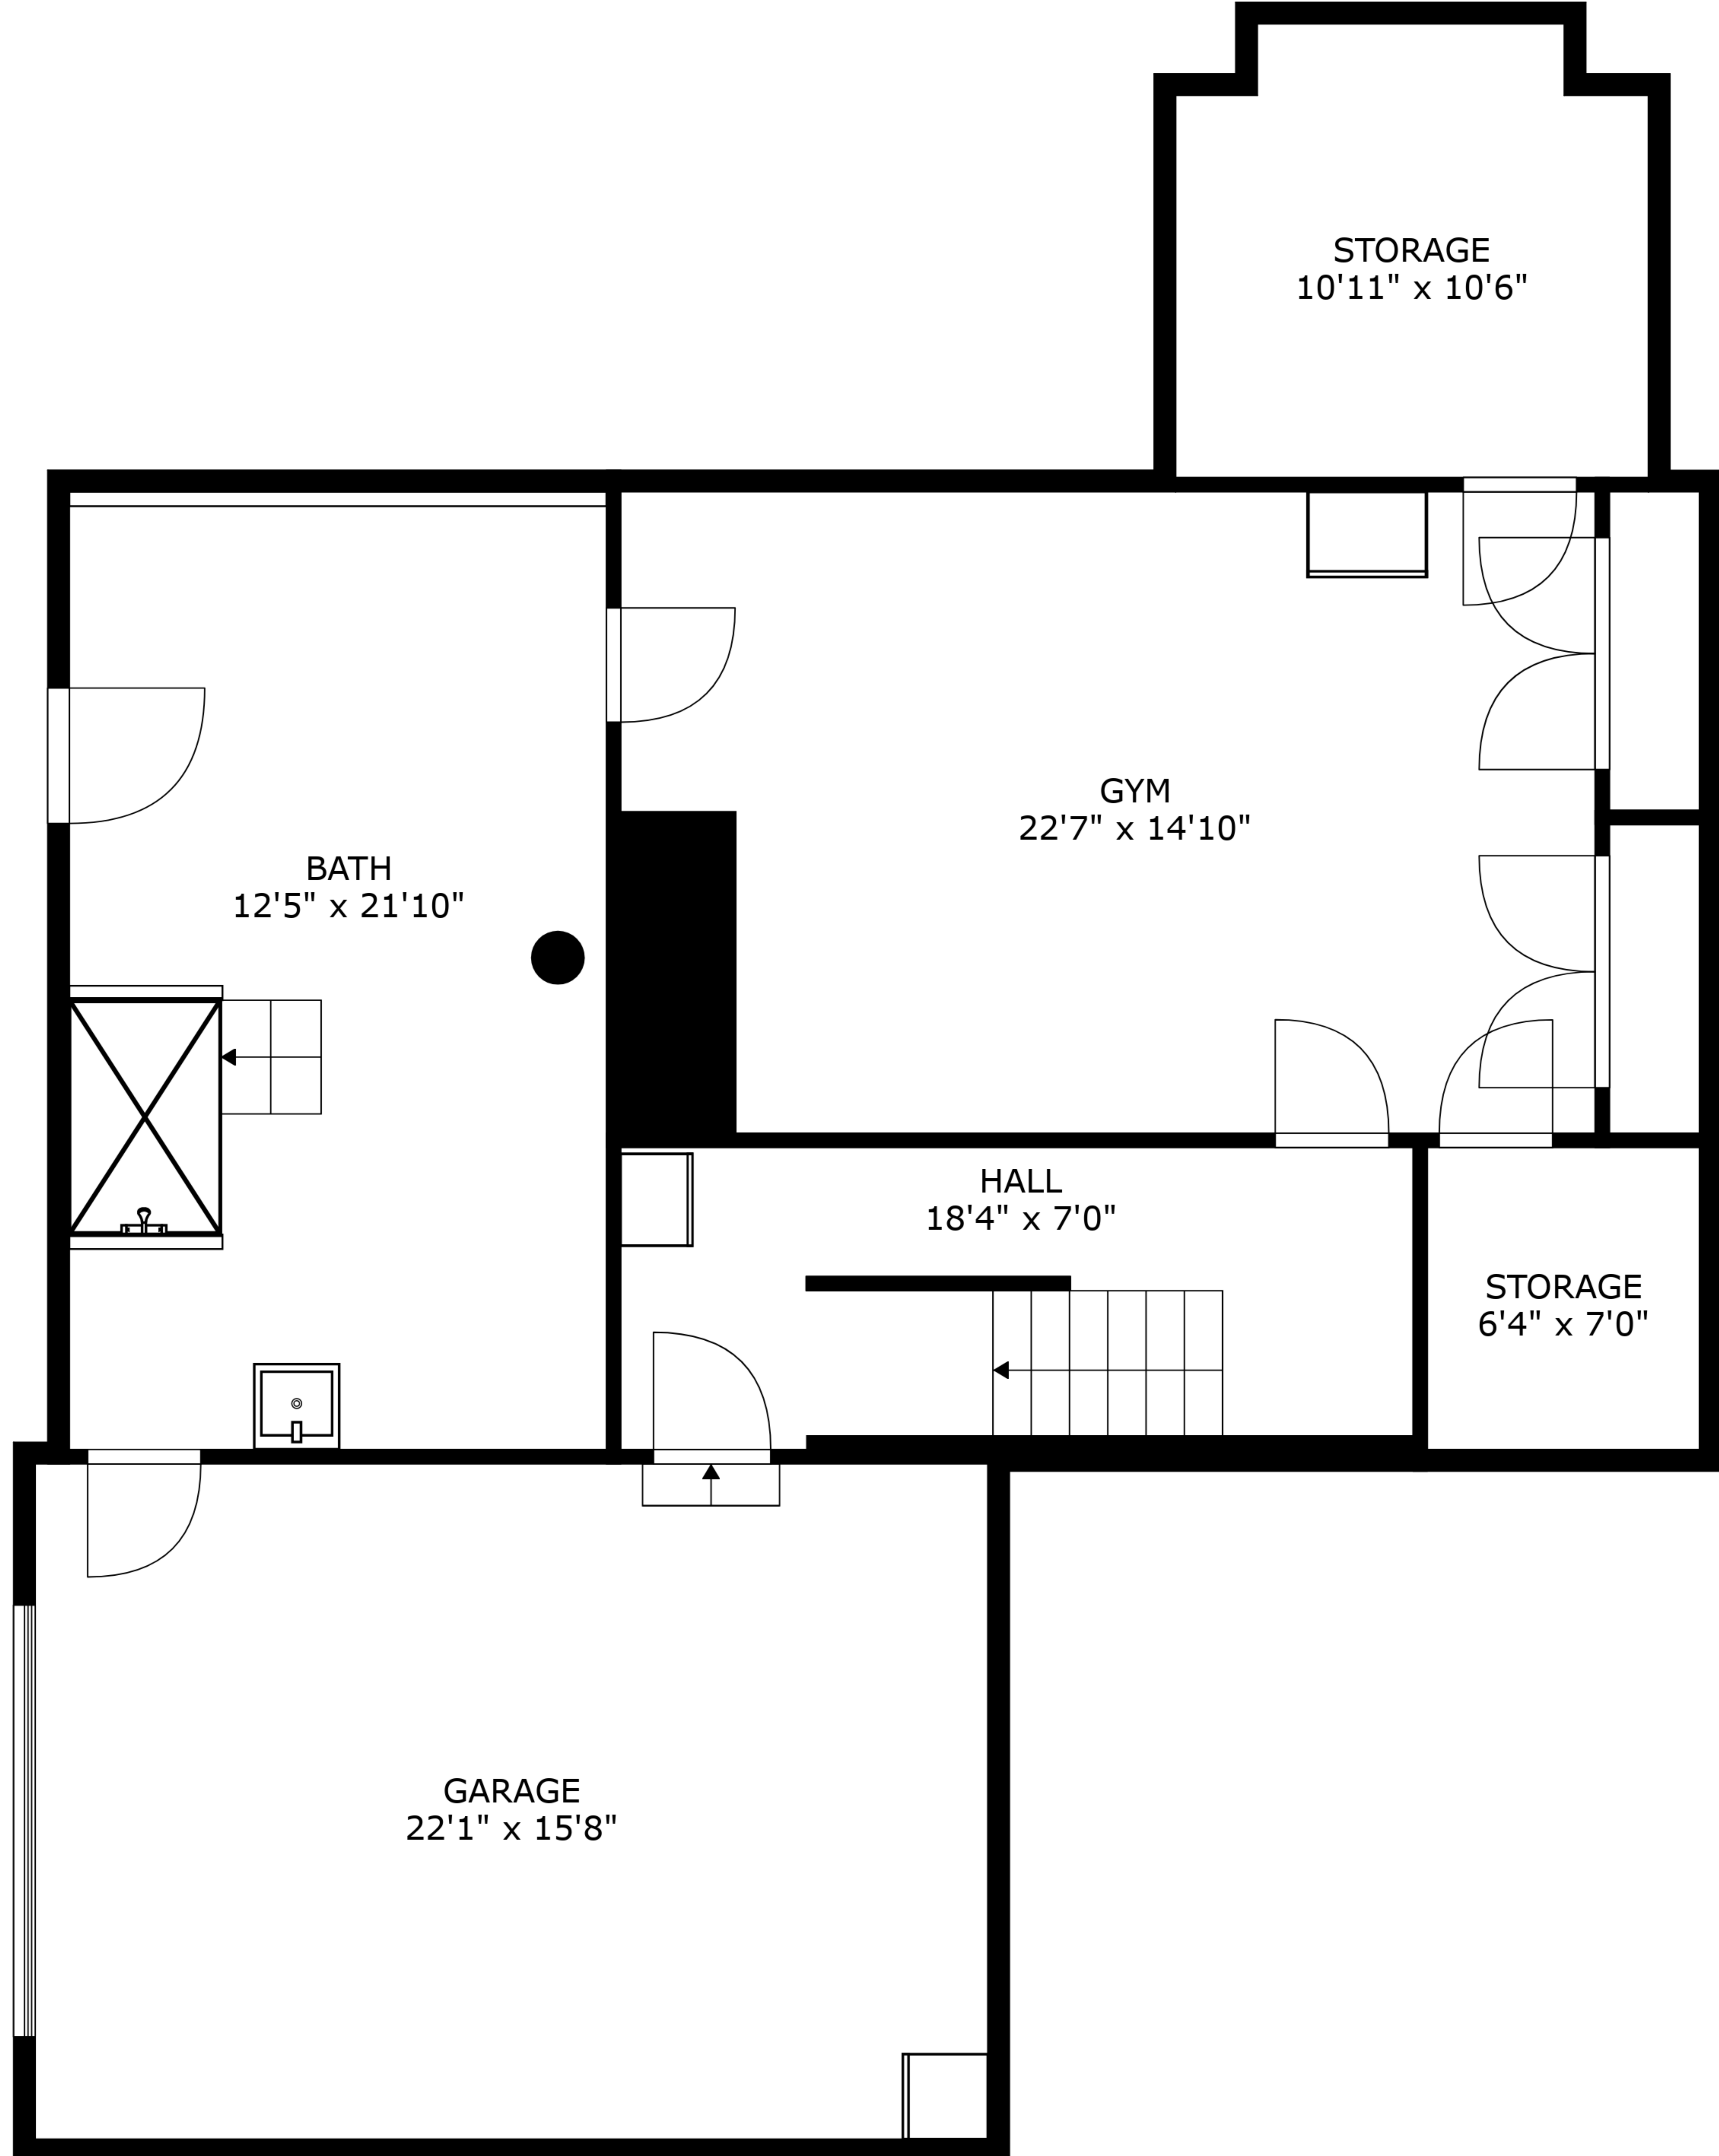 STORAGE
10'11" x 10'6"
GYM
22'7" x 14'10"
BATH
12'5" x 21'10"
HALL
18'4" x 7'0"
STORAGE
6'4" x 7'0"
GARAGE
22'1" x 15'8"